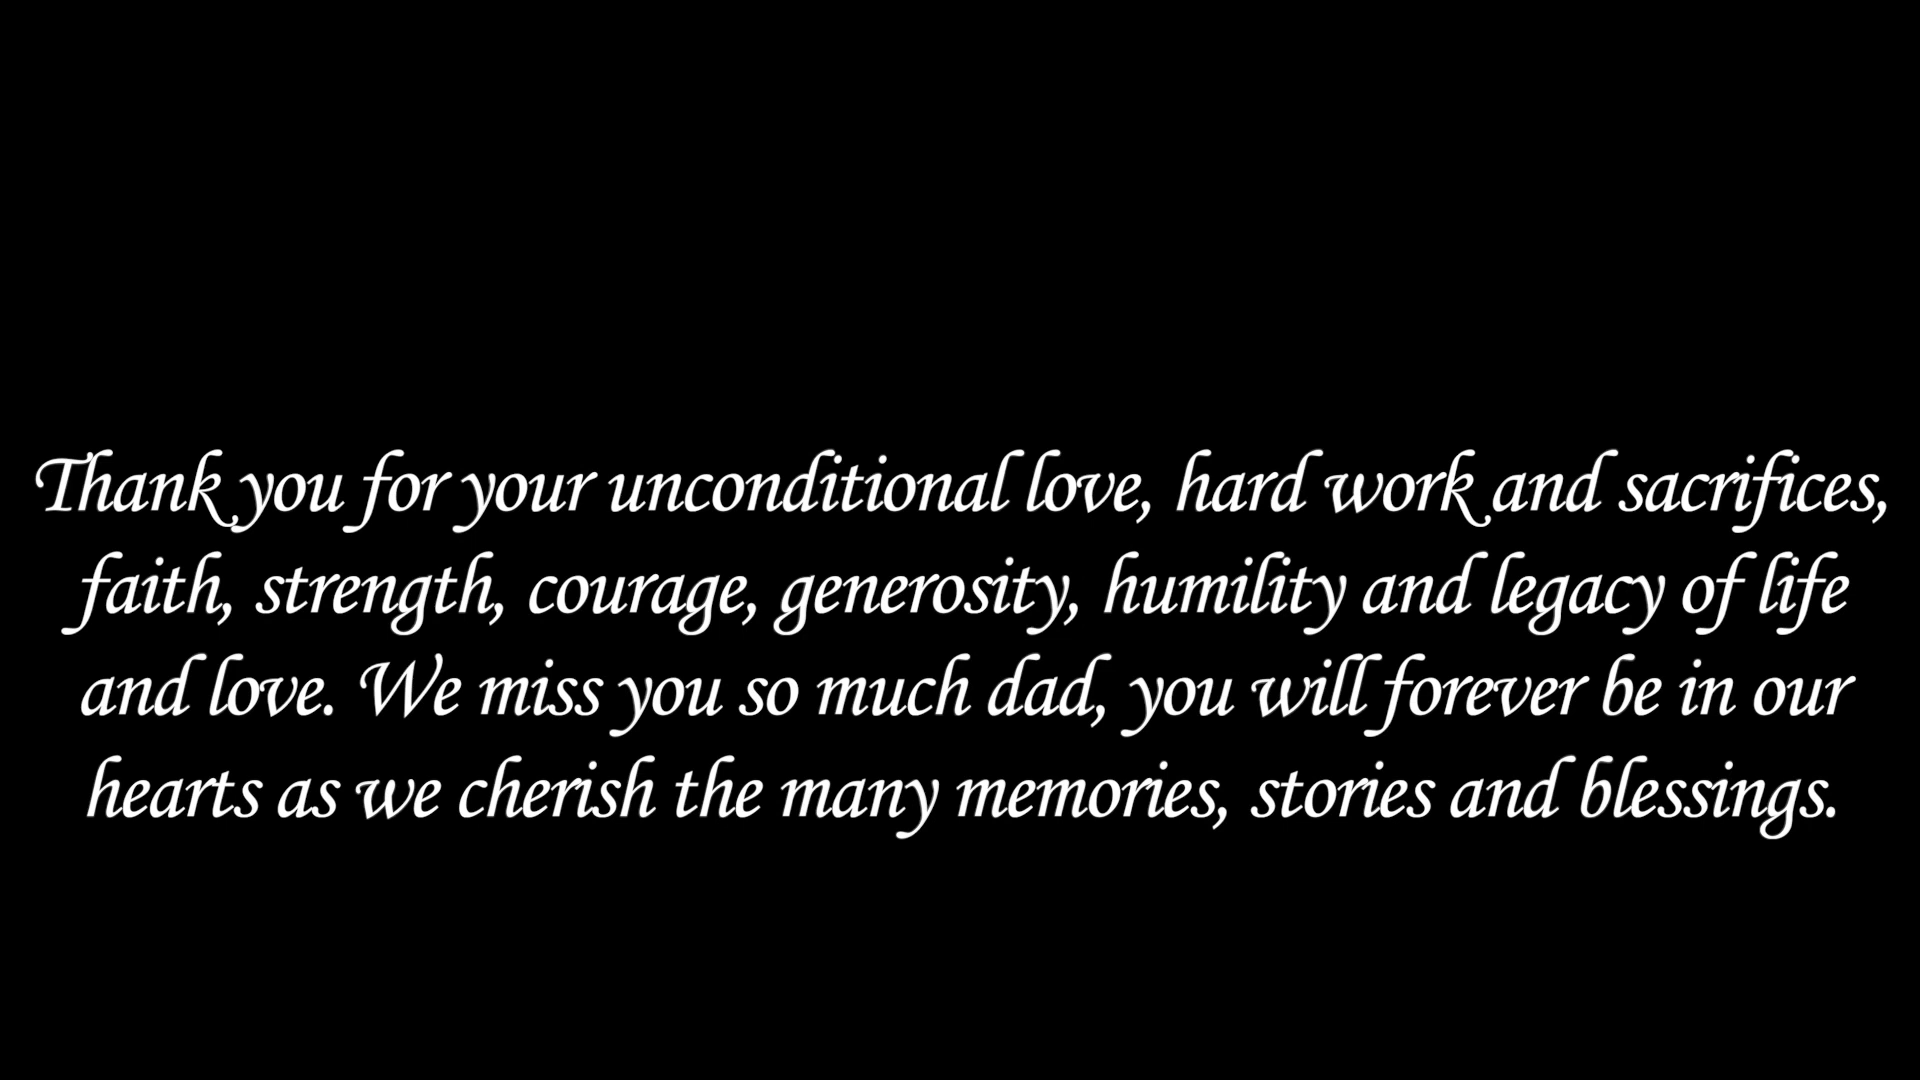 Thank you for your unconditional love, hard work and sacrifices,
faith, strength, courage, generosity, humility and legacy of life
and love. We miss you so much dad, you will forever be in our
hearts as we cherish the many memories, stories and blessings.